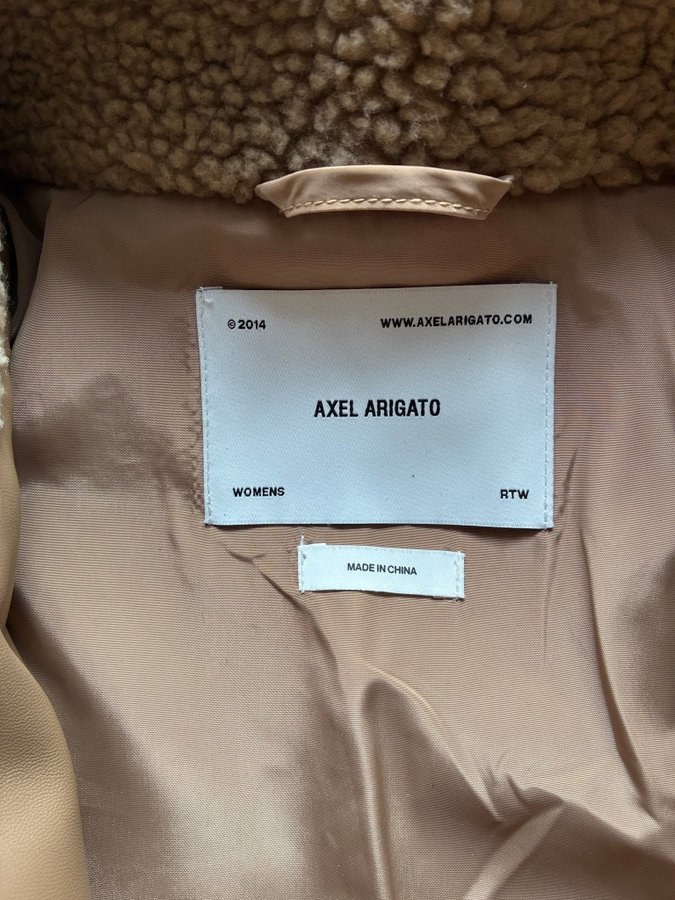 © 2014 WWW.AXELARIGATO.COM
AXEL ARIGATO
WOMENS RTW
MADE IN CHINA